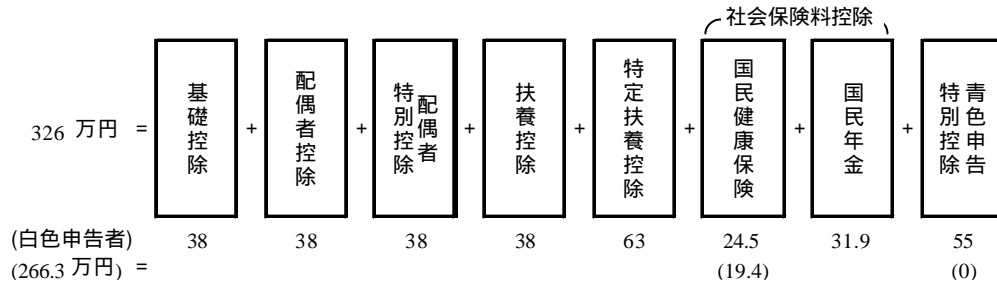 社会保険料控除
326 万円 = 基礎控除 + 配偶者控除 + 配偶者特別控除 + 扶養控除 + 特定扶養控除 + 国民健康保険 + 国民年金 + 青色申告特別控除
(白色申告者) 38 38 38 38 63 24.5 31.9 55
(266.3 万円) = (19.4) (0)